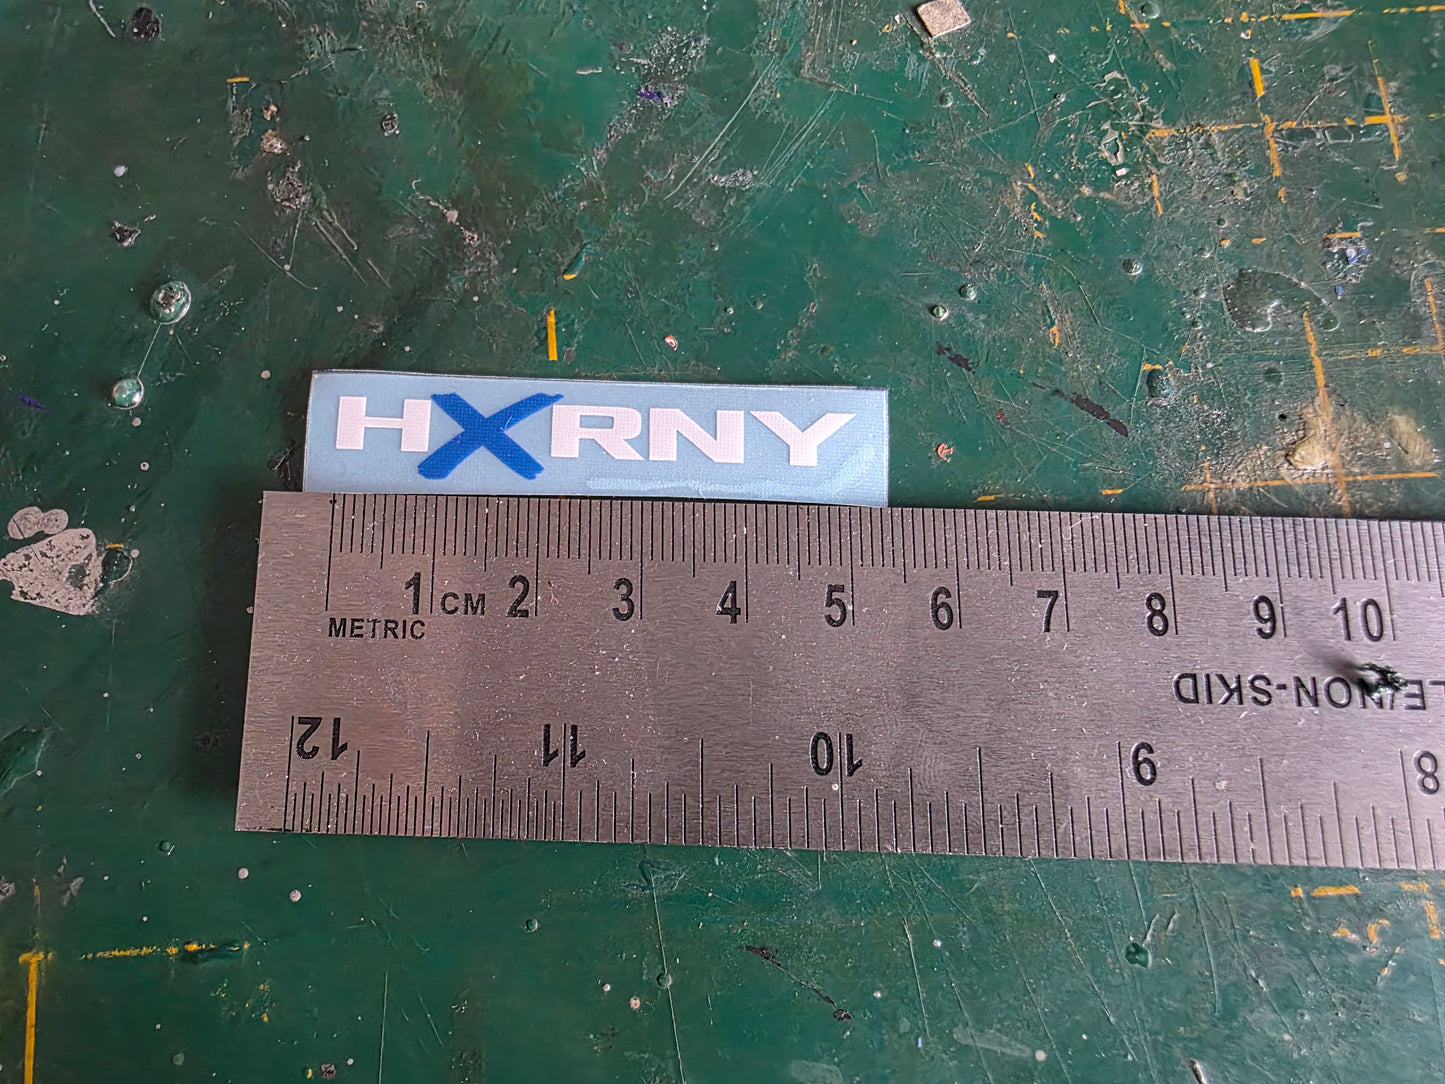 HXRNY
1 CM 2 3 4 5 6 7 8 9 10
METRIC
LE/NON-SKID
12 11 10 9 8